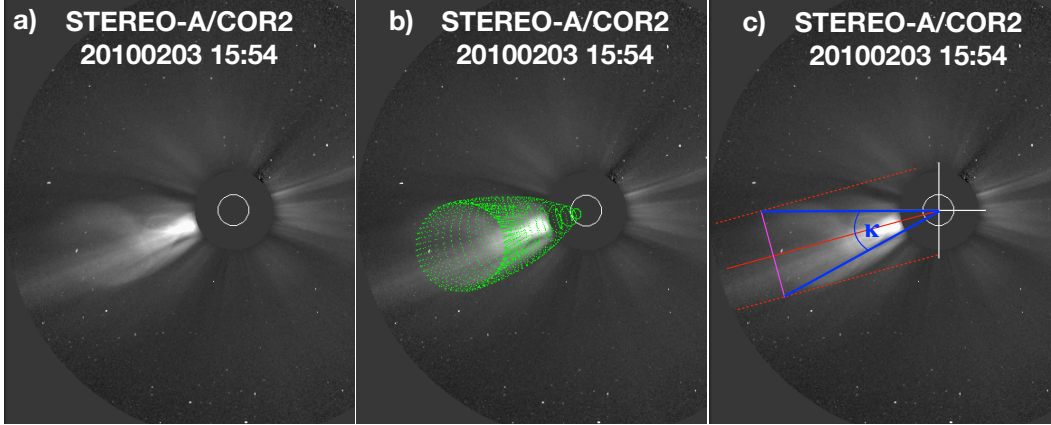 a) STEREO-A/COR2
20100203 15:54
b) STEREO-A/COR2
20100203 15:54
c) STEREO-A/COR2
20100203 15:54
κ